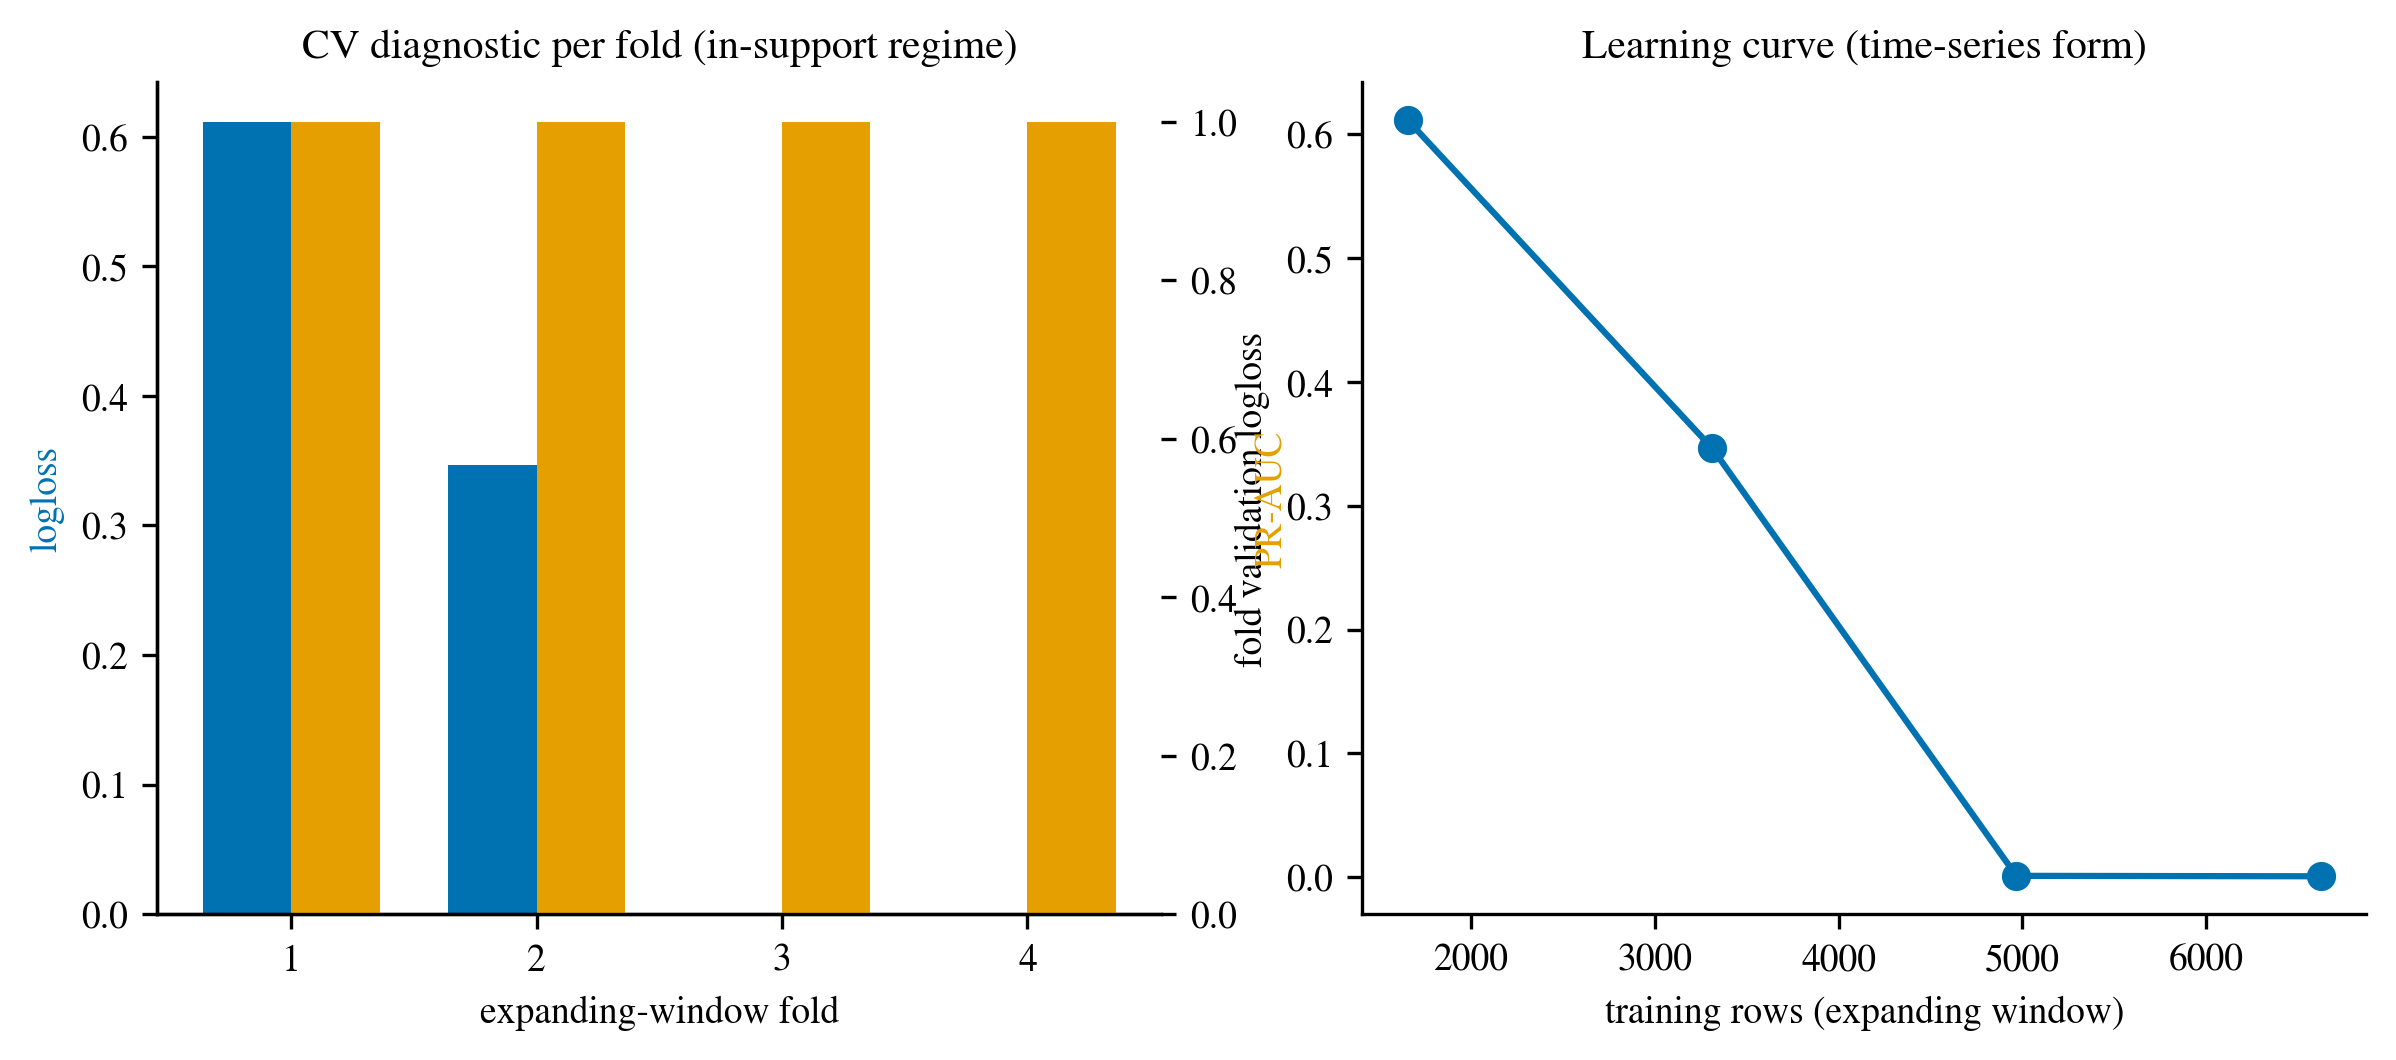 CV diagnostic per fold (in-support regime)
logloss
0.6
0.5
0.4
0.3
0.2
0.1
0.0
1 2 3 4
expanding-window fold
1.0
0.8
0.6
0.4
0.2
0.0
PR-AUC
Learning curve (time-series form)
fold validation logloss
0.6
0.5
0.4
0.3
0.2
0.1
0.0
2000 3000 4000 5000 6000
training rows (expanding window)